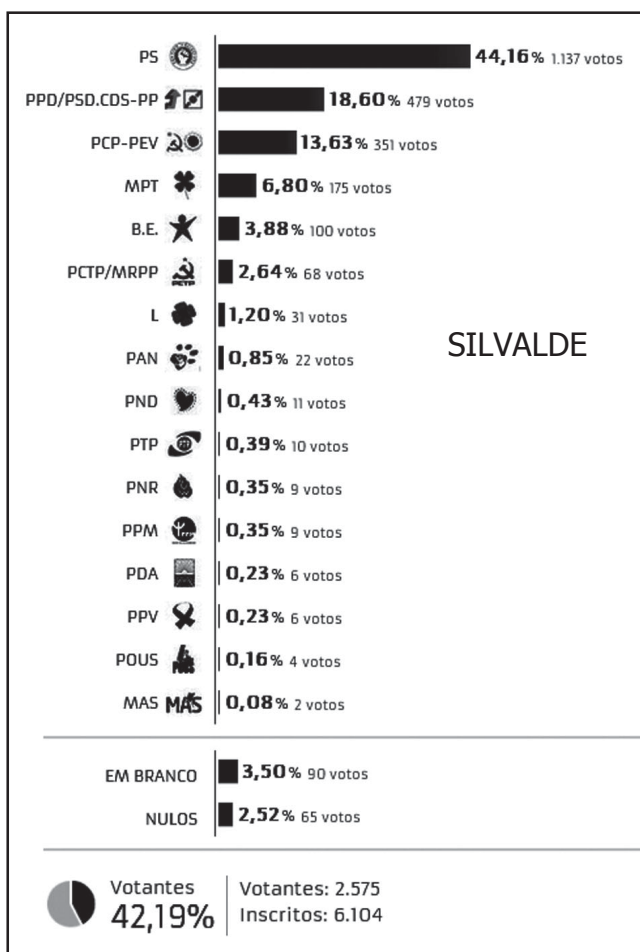 PS 44,16% 1.137 votos
PPD/PSD.CDS-PP 18,60% 479 votos
PCP-PEV 13,63% 351 votos
MPT 6,80% 175 votos
B.E. 3,88% 100 votos
PCTP/MRPP PCTP 2,64% 68 votos
L 1,20% 31 votos
SILVALDE
PAN 0,85% 22 votos
PND 0,43% 11 votos
PTP 0,39% 10 votos
PNR 0,35% 9 votos
PPM 0,35% 9 votos
PDA 0,23% 6 votos
PPV 0,23% 6 votos
POUS 0,16% 4 votos
MAS MAS 0,08% 2 votos
EM BRANCO 3,50% 90 votos
NULOS 2,52% 65 votos
Votantes
42,19%
Votantes: 2.575
Inscritos: 6.104